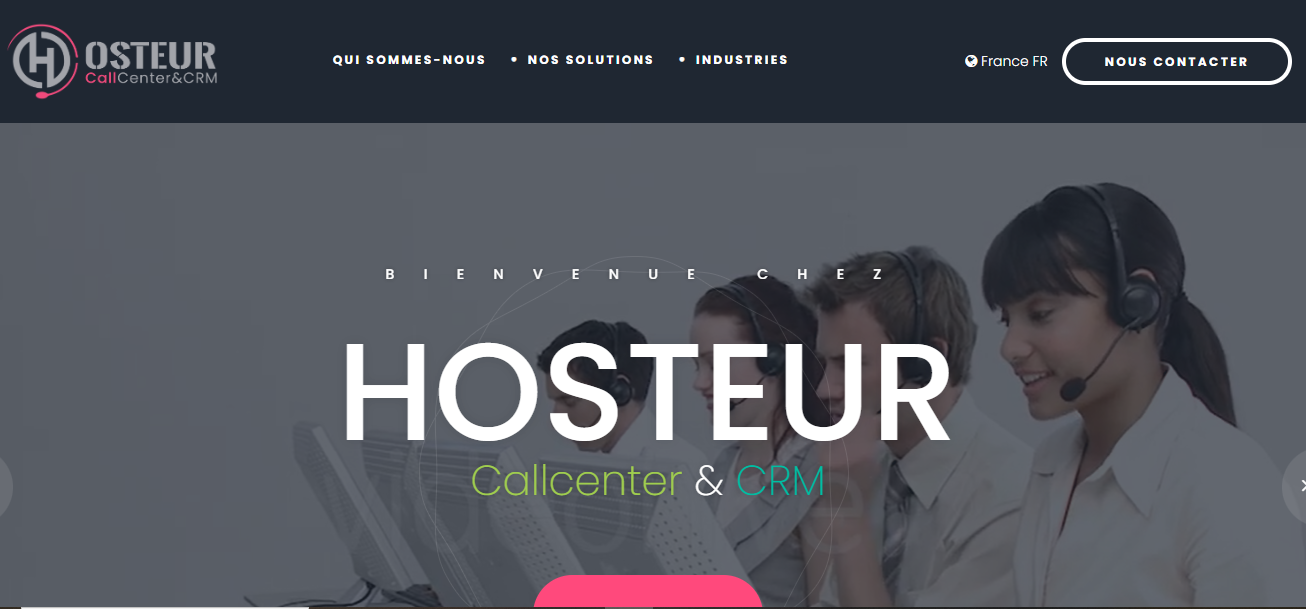 HOSTEUR
CallCenter&CRM
QUI SOMMES-NOUS • NOS SOLUTIONS • INDUSTRIES
France FR
NOUS CONTACTER
BIENVENUE CHEZ
HOSTEUR
Callcenter & CRM